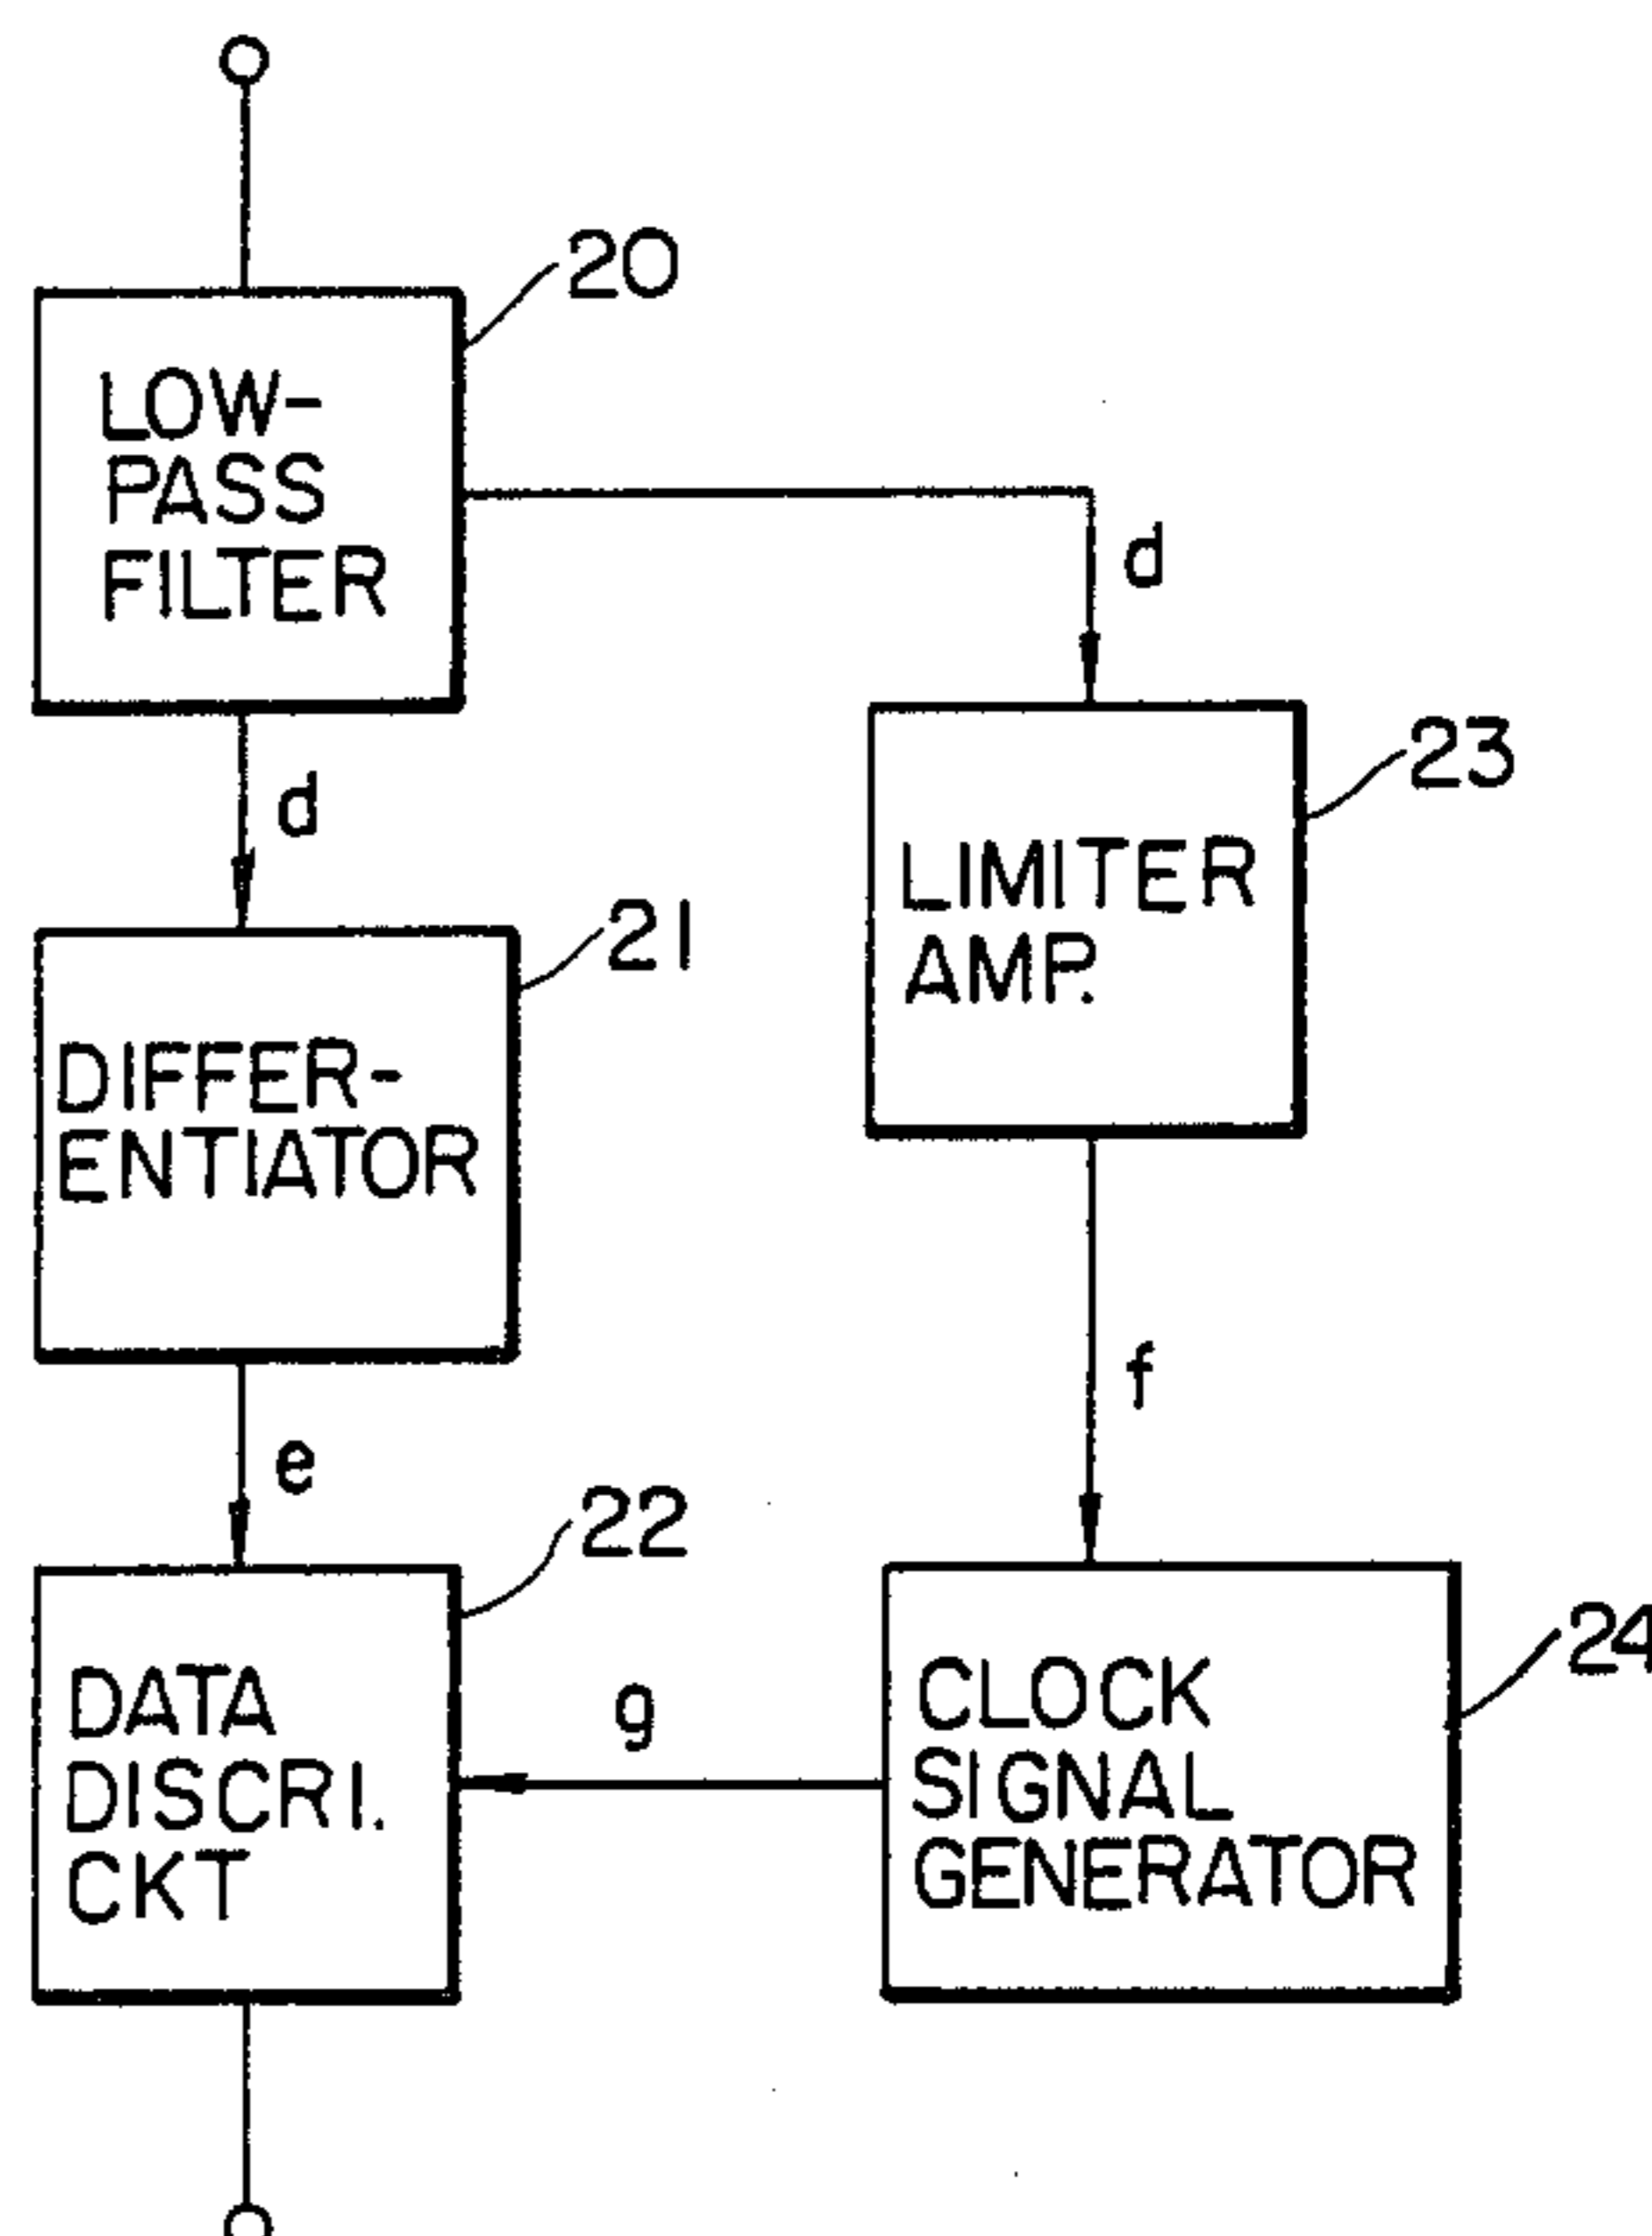 20
LOW-
PASS
FILTER
d
d
23
LIMITER
AMP.
21
DIFFER-
ENTIATOR
f
e
22
24
DATA
DISCRI.
CKT
g
CLOCK
SIGNAL
GENERATOR